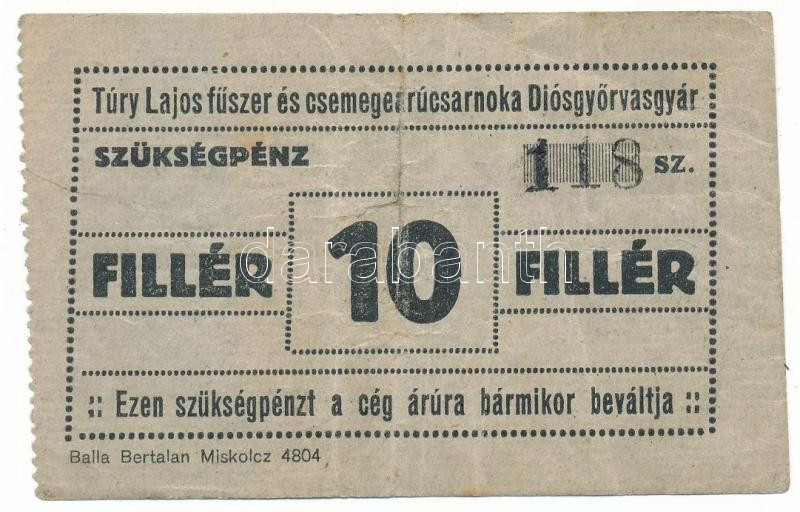 Túry Lajos fűszer és csemegeárúcsarnoka Diósgyőrvasgyár
SZÜKSÉGPÉNZ 118 SZ.
FILLÉR 10 FILLÉR
darabanth
:: Ezen szükségpénzt a cég árúra bármikor beváltja ::
Balla Bertalan Miskolcz 4804